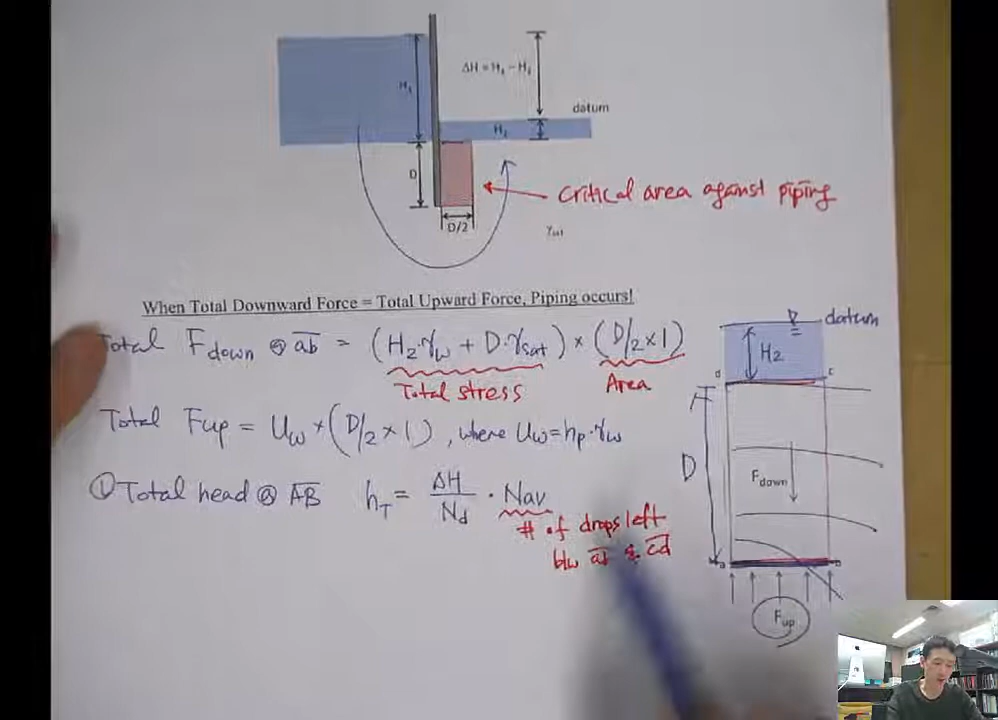 H₁
ΔH = H₁ - H₂
datum
H₂
D
D/2
critical area against piping
γsat
When Total Downward Force = Total Upward Force, Piping occurs!
Total Fdown @ ab = (H₂·γw + D·γsat) × (D/2 × 1)
Total stress
Area
Total Fup = Uw × (D/2 × 1), where Uw = hp·γw
① Total head @ AB hT = ΔH/Nd · Nav
# of drops left
btw ab & cd
datum
H₂
d c
D
Fdown
a b
Fup